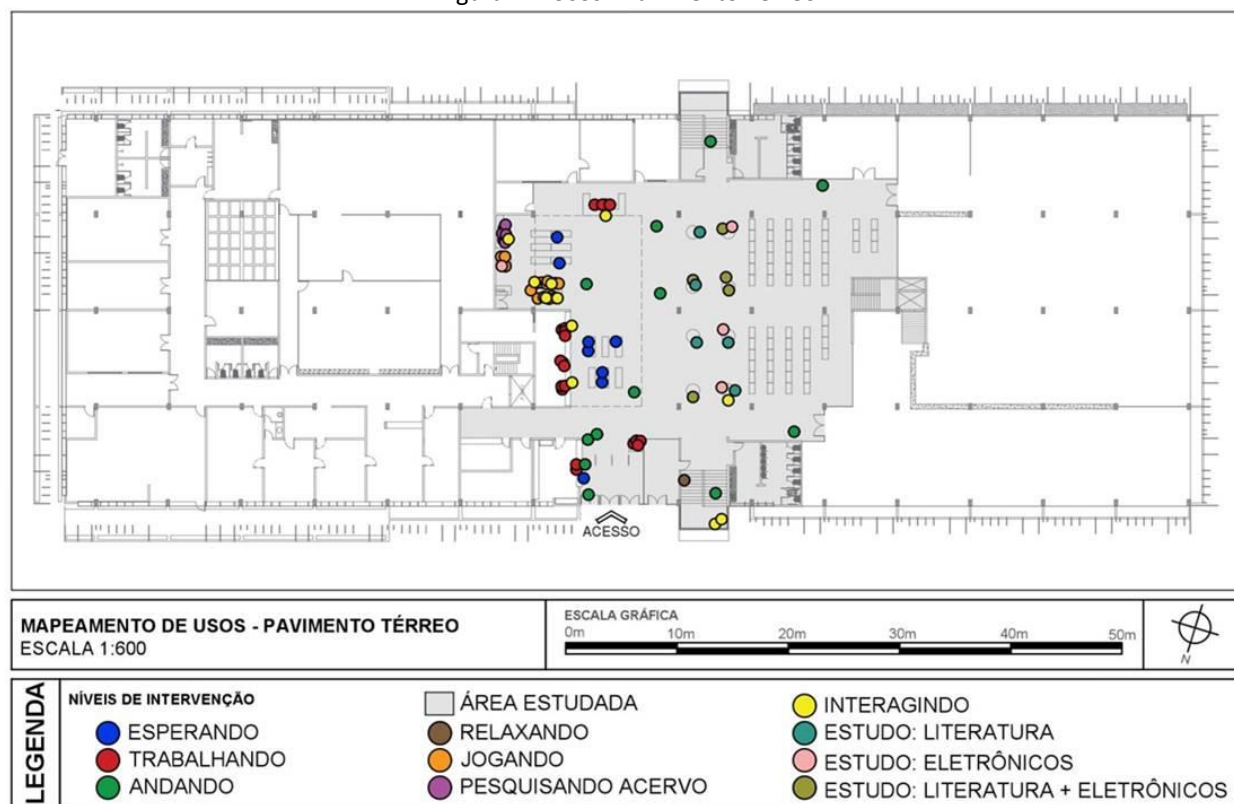 ACESSO
MAPEAMENTO DE USOS - PAVIMENTO TÉRREO
ESCALA 1:600
ESCALA GRÁFICA
0m 10m 20m 30m 40m 50m
N
LEGENDA
NÍVEIS DE INTERVENÇÃO
ESPERANDO
TRABALHANDO
ANDANDO
ÁREA ESTUDADA
RELAXANDO
JOGANDO
PESQUISANDO ACERVO
INTERAGINDO
ESTUDO: LITERATURA
ESTUDO: ELETRÔNICOS
ESTUDO: LITERATURA + ELETRÔNICOS